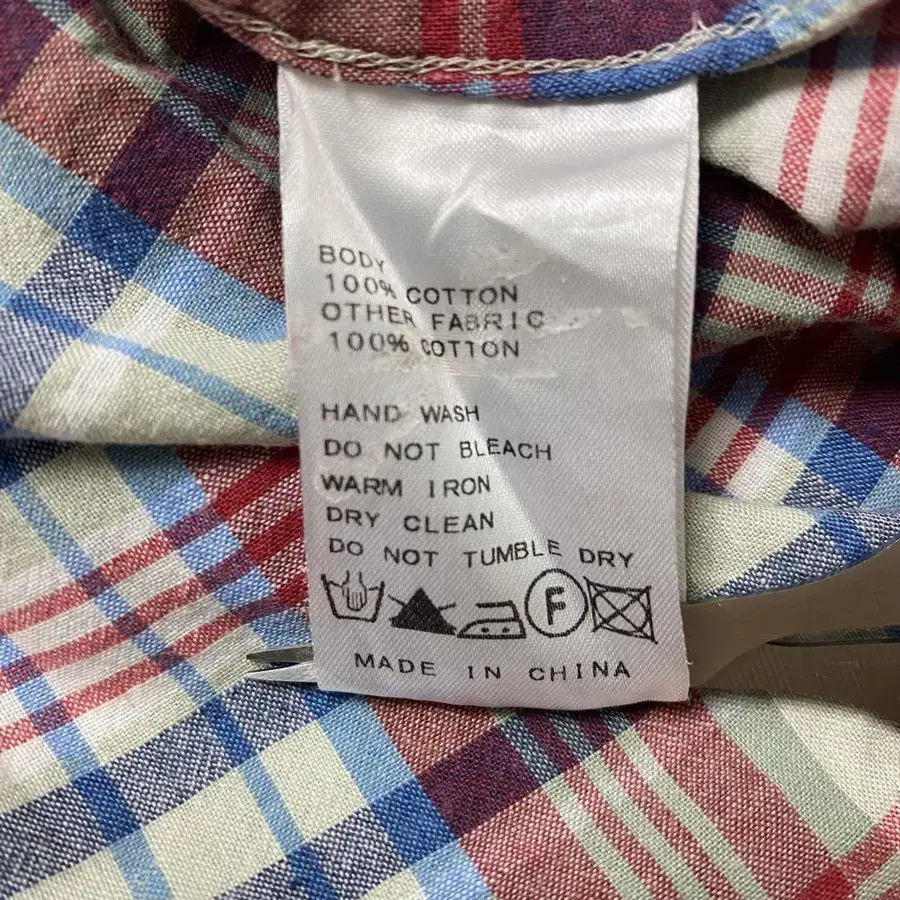 BODY
100% COTTON
OTHER FABRIC
100% COTTON
HAND WASH
DO NOT BLEACH
WARM IRON
DRY CLEAN
DO NOT TUMBLE DRY
F
MADE IN CHINA